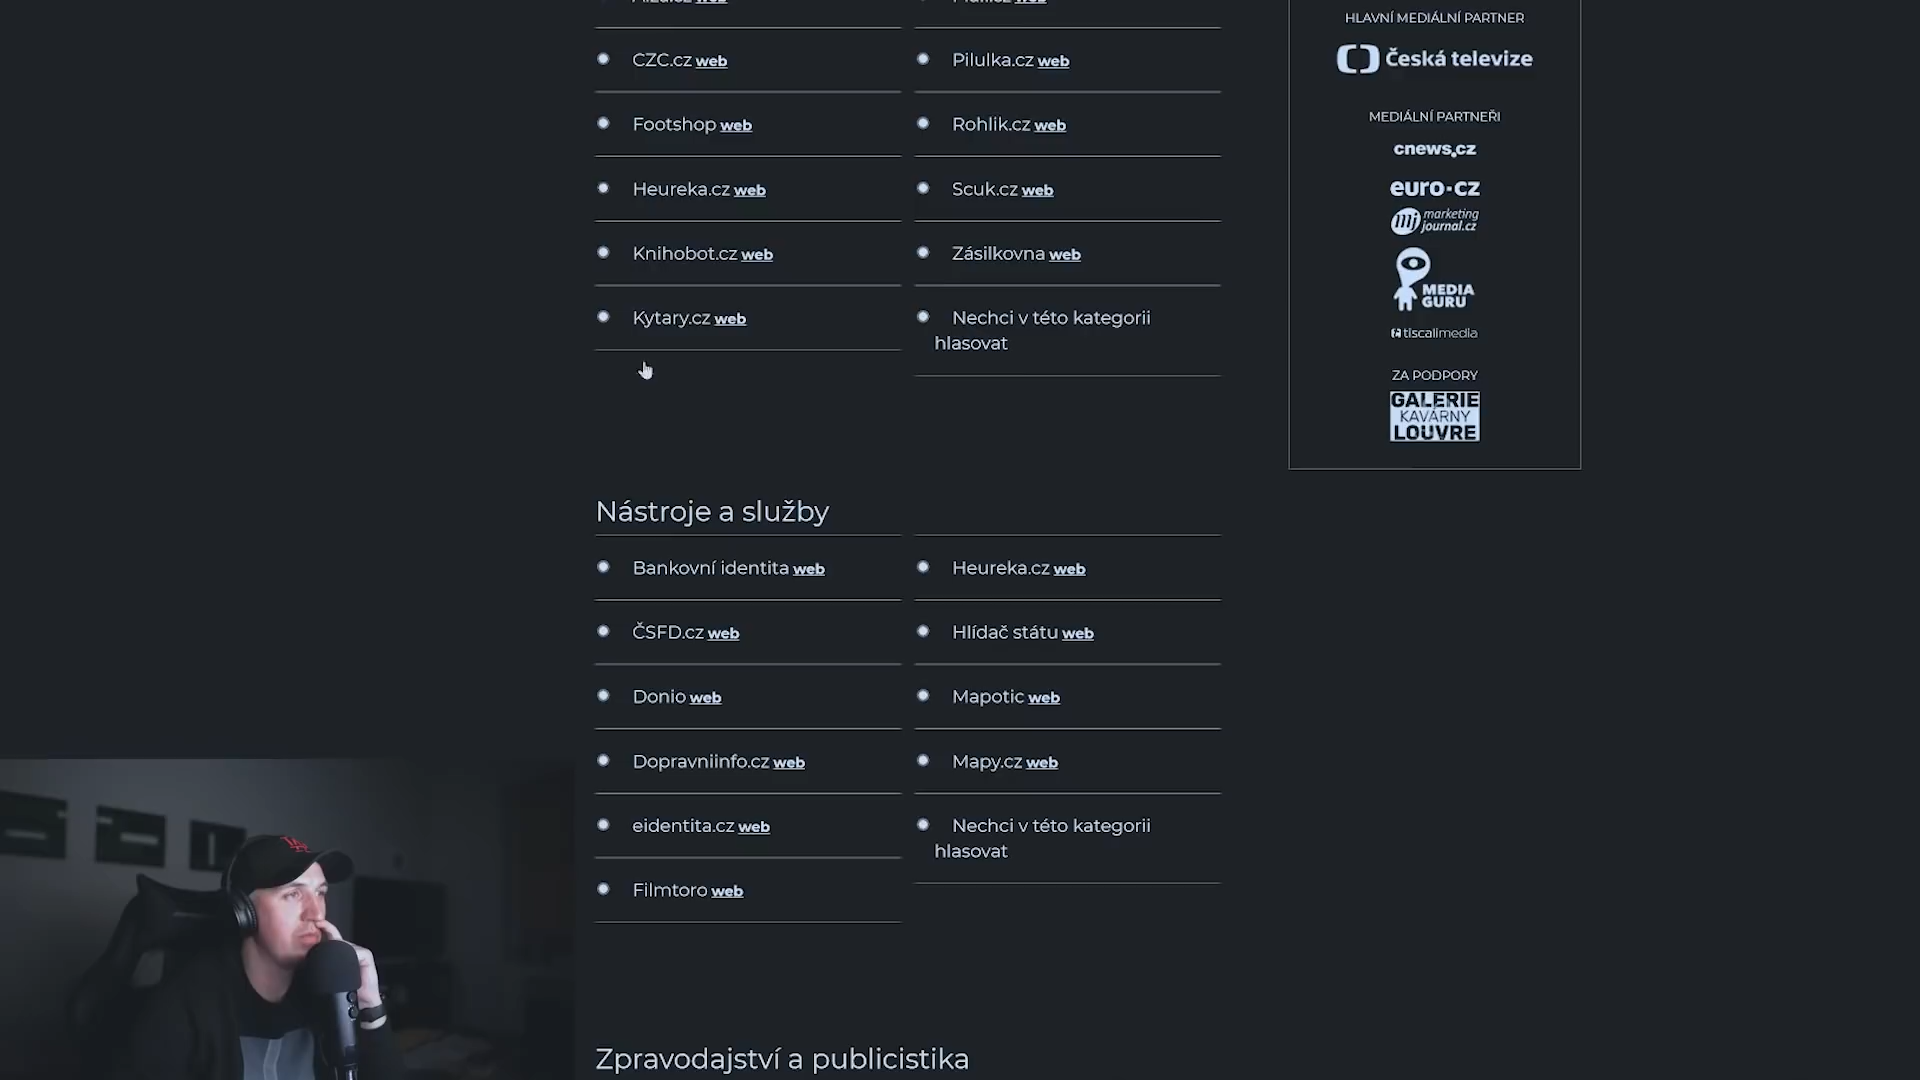 CZC.cz web
Footshop web
Heureka.cz web
Knihobot.cz web
Kytary.cz web
Pilulka.cz web
Rohlik.cz web
Scuk.cz web
Zásilkovna web
Nechci v této kategorii
hlasovat
Nástroje a služby
Bankovní identita web
ČSFD.cz web
Donio web
Dopravniinfo.cz web
eidentita.cz web
Filmtoro web
Heureka.cz web
Hlídač státu web
Mapotic web
Mapy.cz web
Nechci v této kategorii
hlasovat
Zpravodajství a publicistika
HLAVNÍ MEDIÁLNÍ PARTNER
Česká televize
MEDIÁLNÍ PARTNEŘI
cnews.cz
euro.cz
mj marketing
journal.cz
MEDIA
GURU
tiscalimedia
ZA PODPORY
GALERIE
KAVÁRNY
LOUVRE